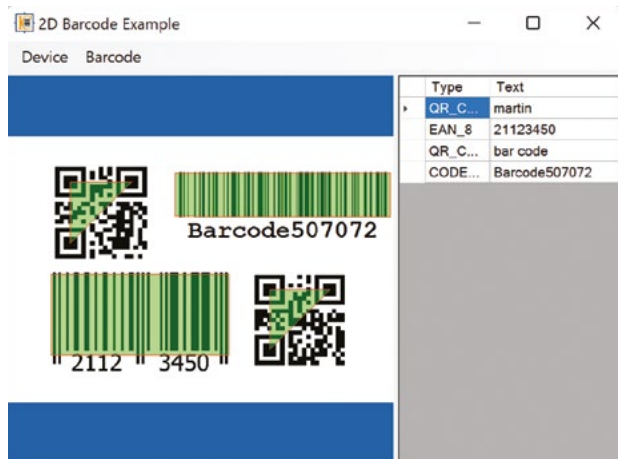 2D Barcode Example
Device Barcode
Type Text
QR_C... martin
EAN_8 21123450
QR_C... bar code
CODE... Barcode507072
Barcode507072
2112 3450